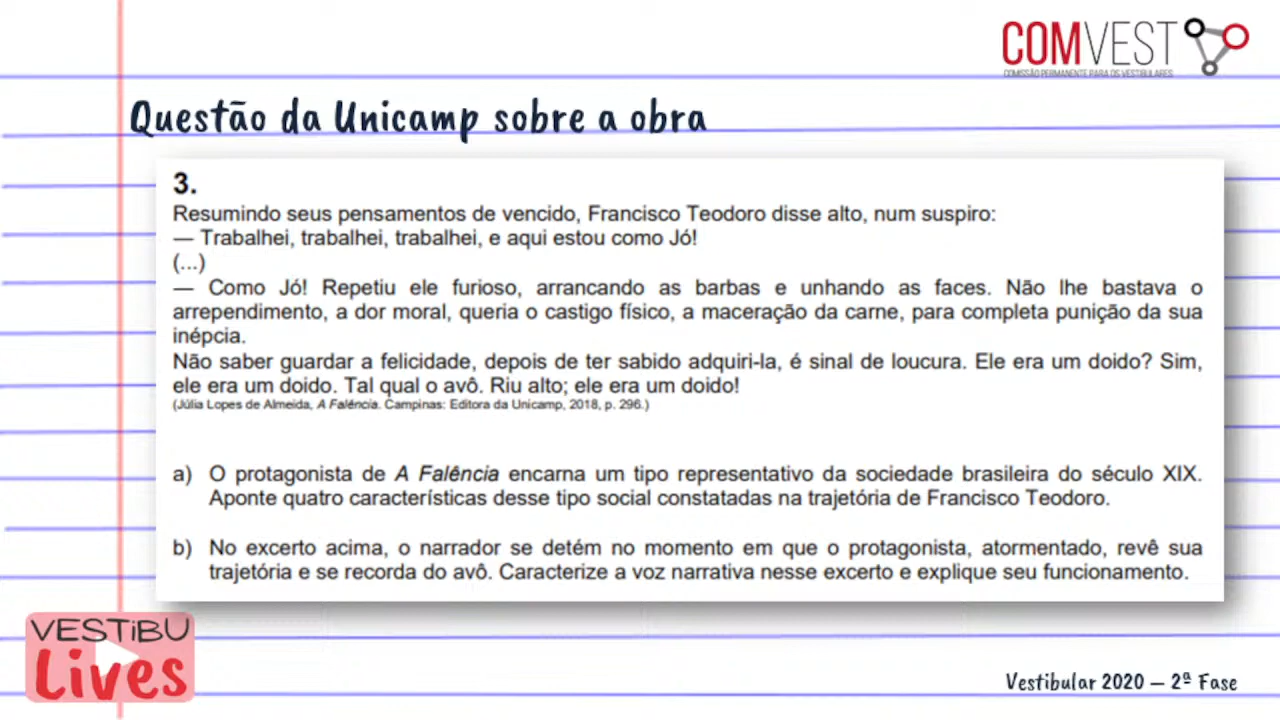 COMVEST
COMISSÃO PERMANENTE PARA OS VESTIBULARES
Questão da Unicamp sobre a obra
3.
Resumindo seus pensamentos de vencido, Francisco Teodoro disse alto, num suspiro:
— Trabalhei, trabalhei, trabalhei, e aqui estou como Jó!
(...)
— Como Jó! Repetiu ele furioso, arrancando as barbas e unhando as faces. Não lhe bastava o
arrependimento, a dor moral, queria o castigo físico, a maceração da carne, para completa punição da sua
inépcia.
Não saber guardar a felicidade, depois de ter sabido adquiri-la, é sinal de loucura. Ele era um doido? Sim,
ele era um doido. Tal qual o avô. Riu alto; ele era um doido!
(Júlia Lopes de Almeida, A Falência. Campinas: Editora da Unicamp, 2018, p. 296.)
a) O protagonista de A Falência encarna um tipo representativo da sociedade brasileira do século XIX.
Aponte quatro características desse tipo social constatadas na trajetória de Francisco Teodoro.
b) No excerto acima, o narrador se detém no momento em que o protagonista, atormentado, revê sua
trajetória e se recorda do avô. Caracterize a voz narrativa nesse excerto e explique seu funcionamento.
VESTiBU
Lives
Vestibular 2020 – 2ª Fase